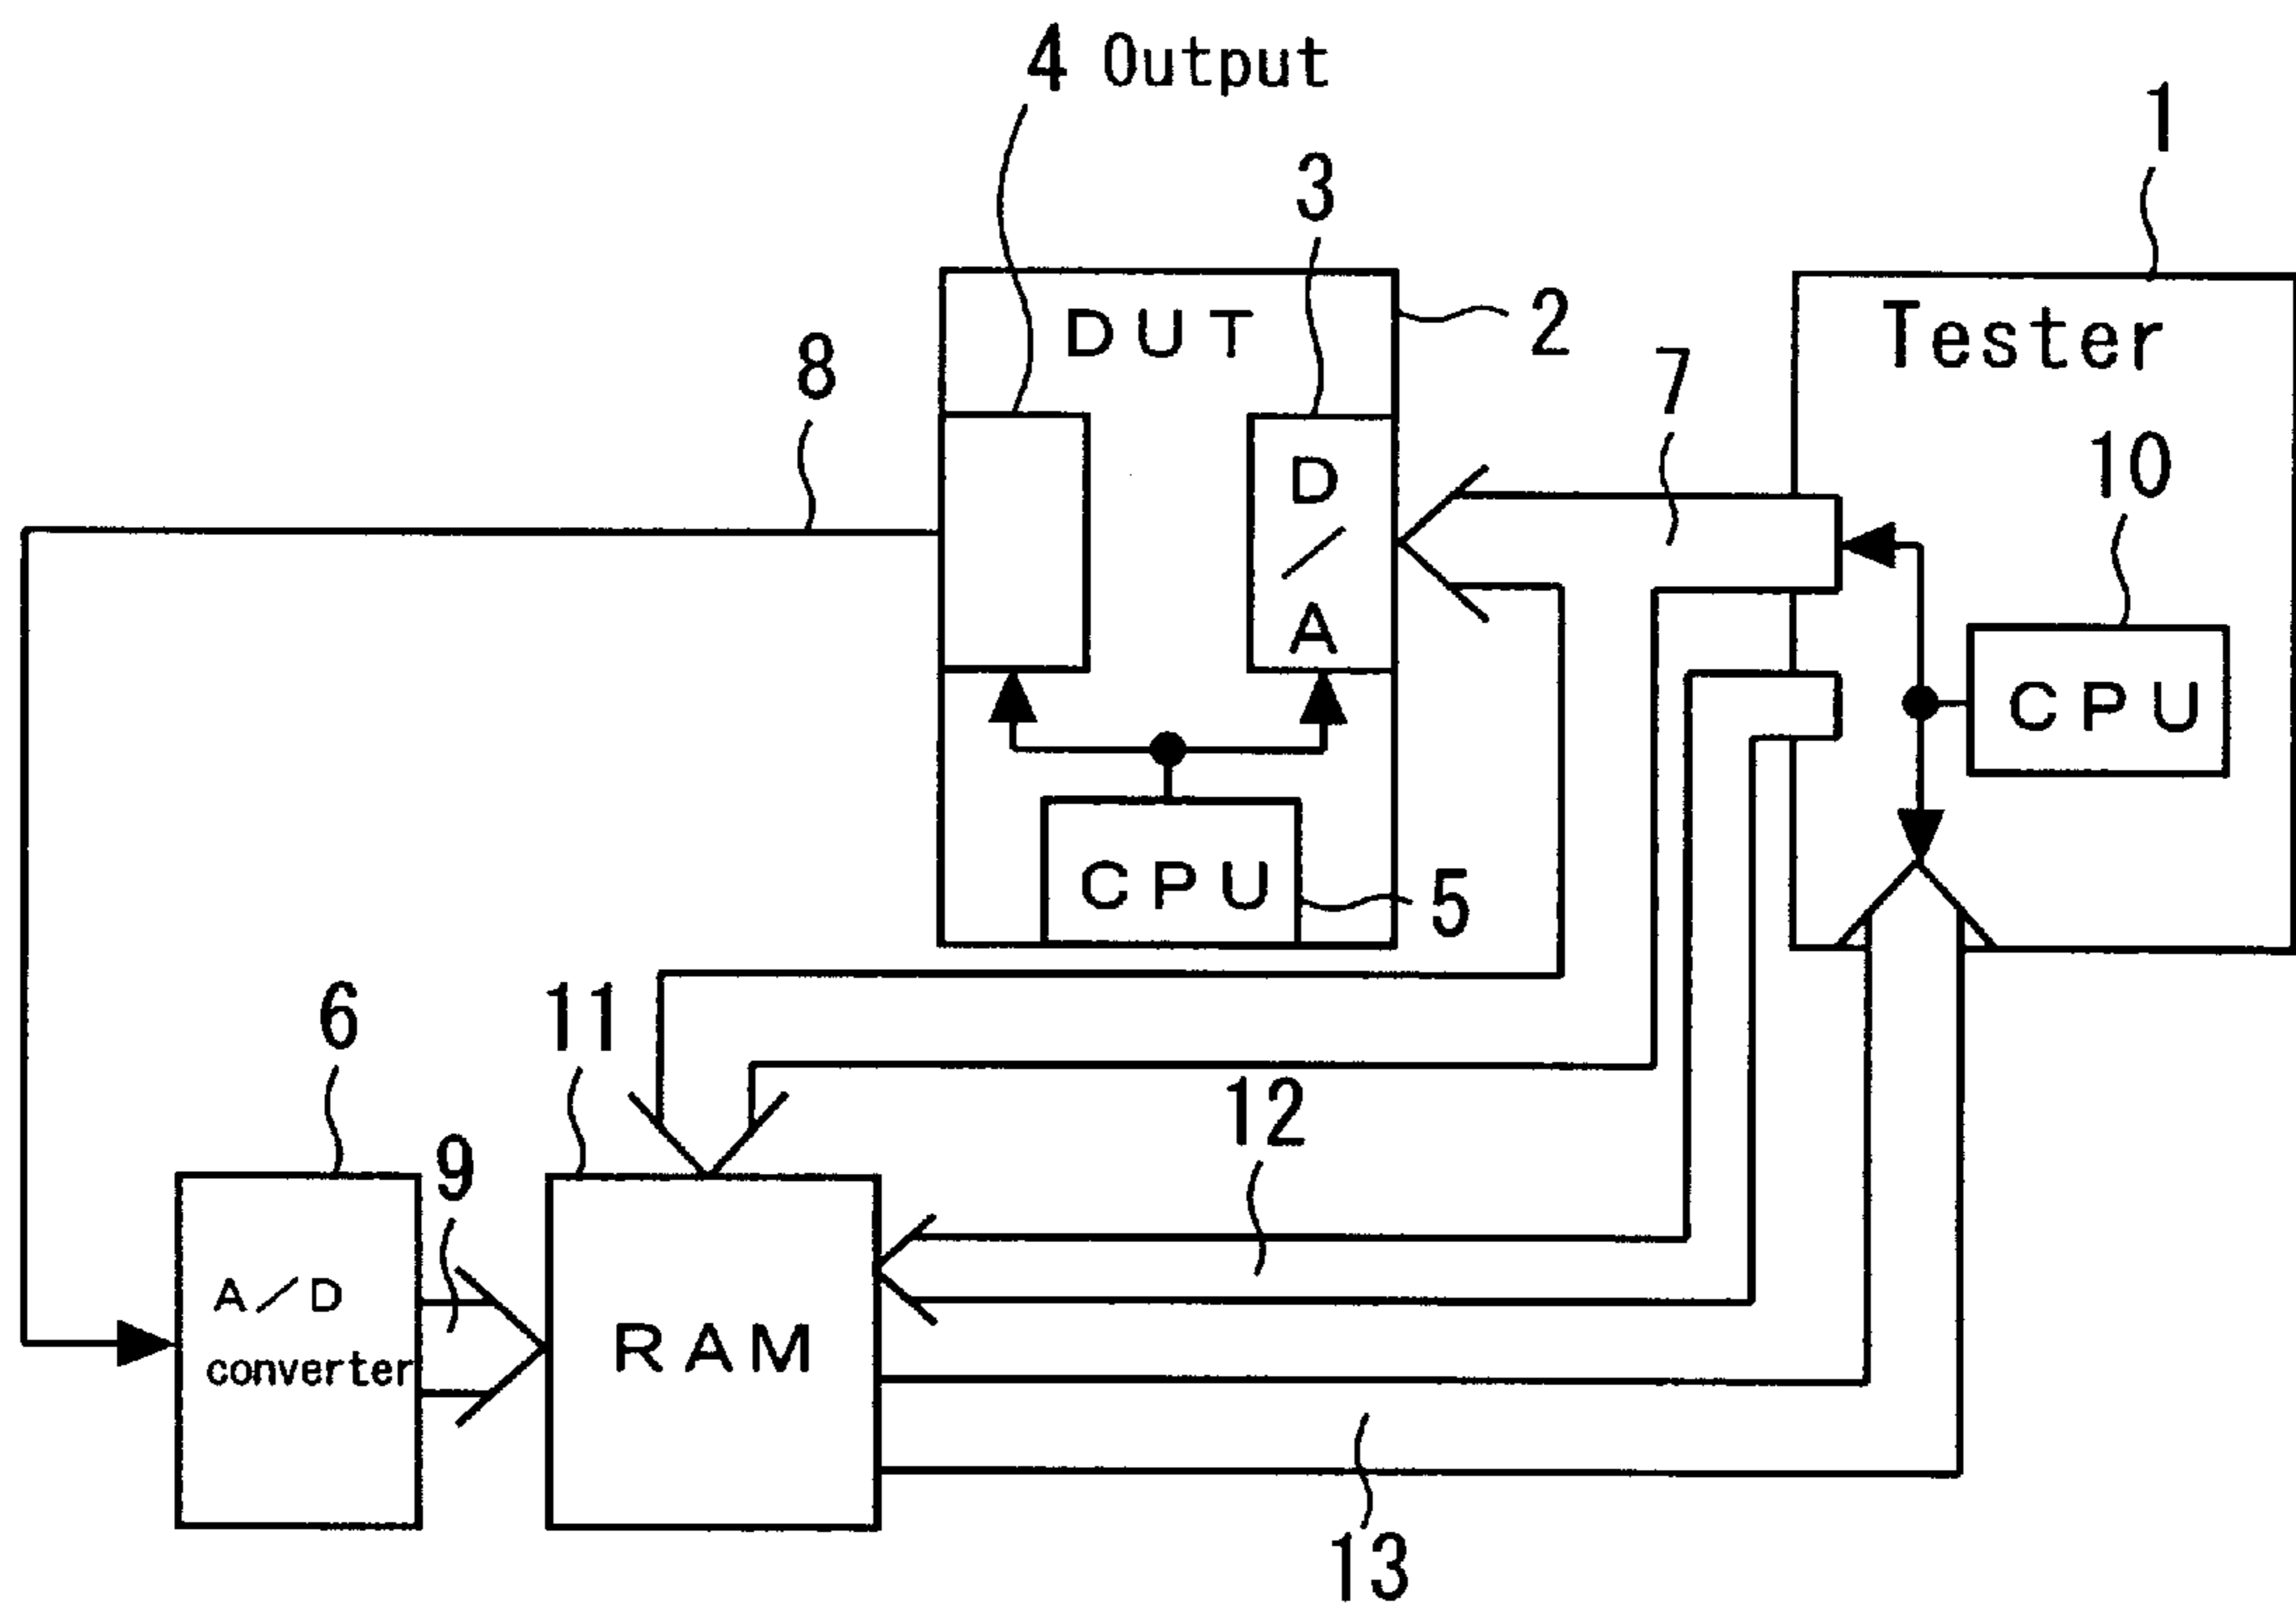 4 Output
1
3
DUT
2
Tester
8
7
10
D/A
CPU
CPU
5
6
11
12
9
A/D
converter
RAM
13